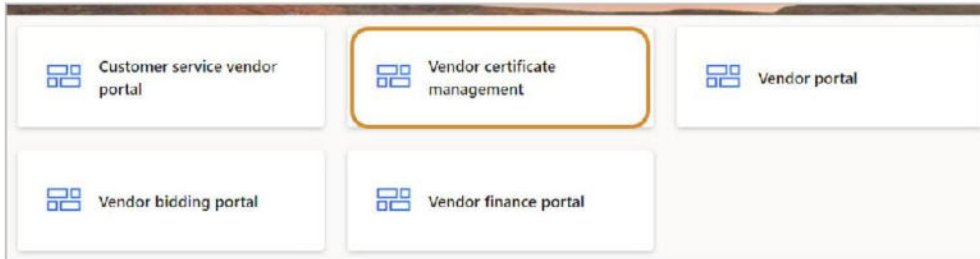 Customer service vendor
portal
Vendor certificate
management
Vendor portal
Vendor bidding portal
Vendor finance portal